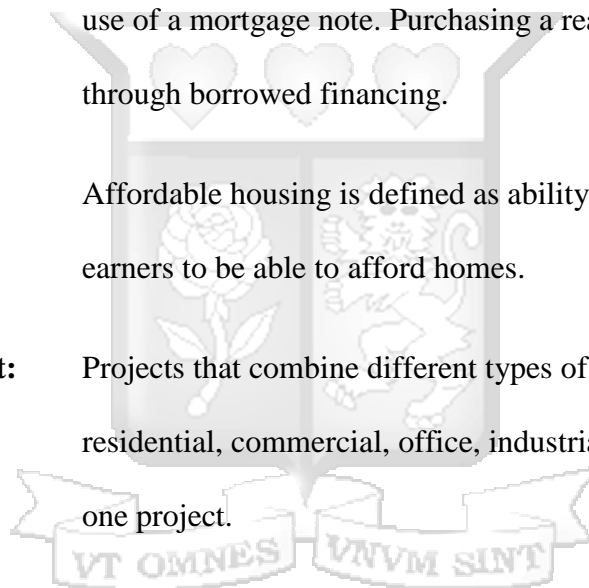 use of a mortgage note. Purchasing a rea
through borrowed financing.
Affordable housing is defined as ability
earners to be able to afford homes.
t: Projects that combine different types of
residential, commercial, office, industria
one project.
VT OMNES VNVM SINT